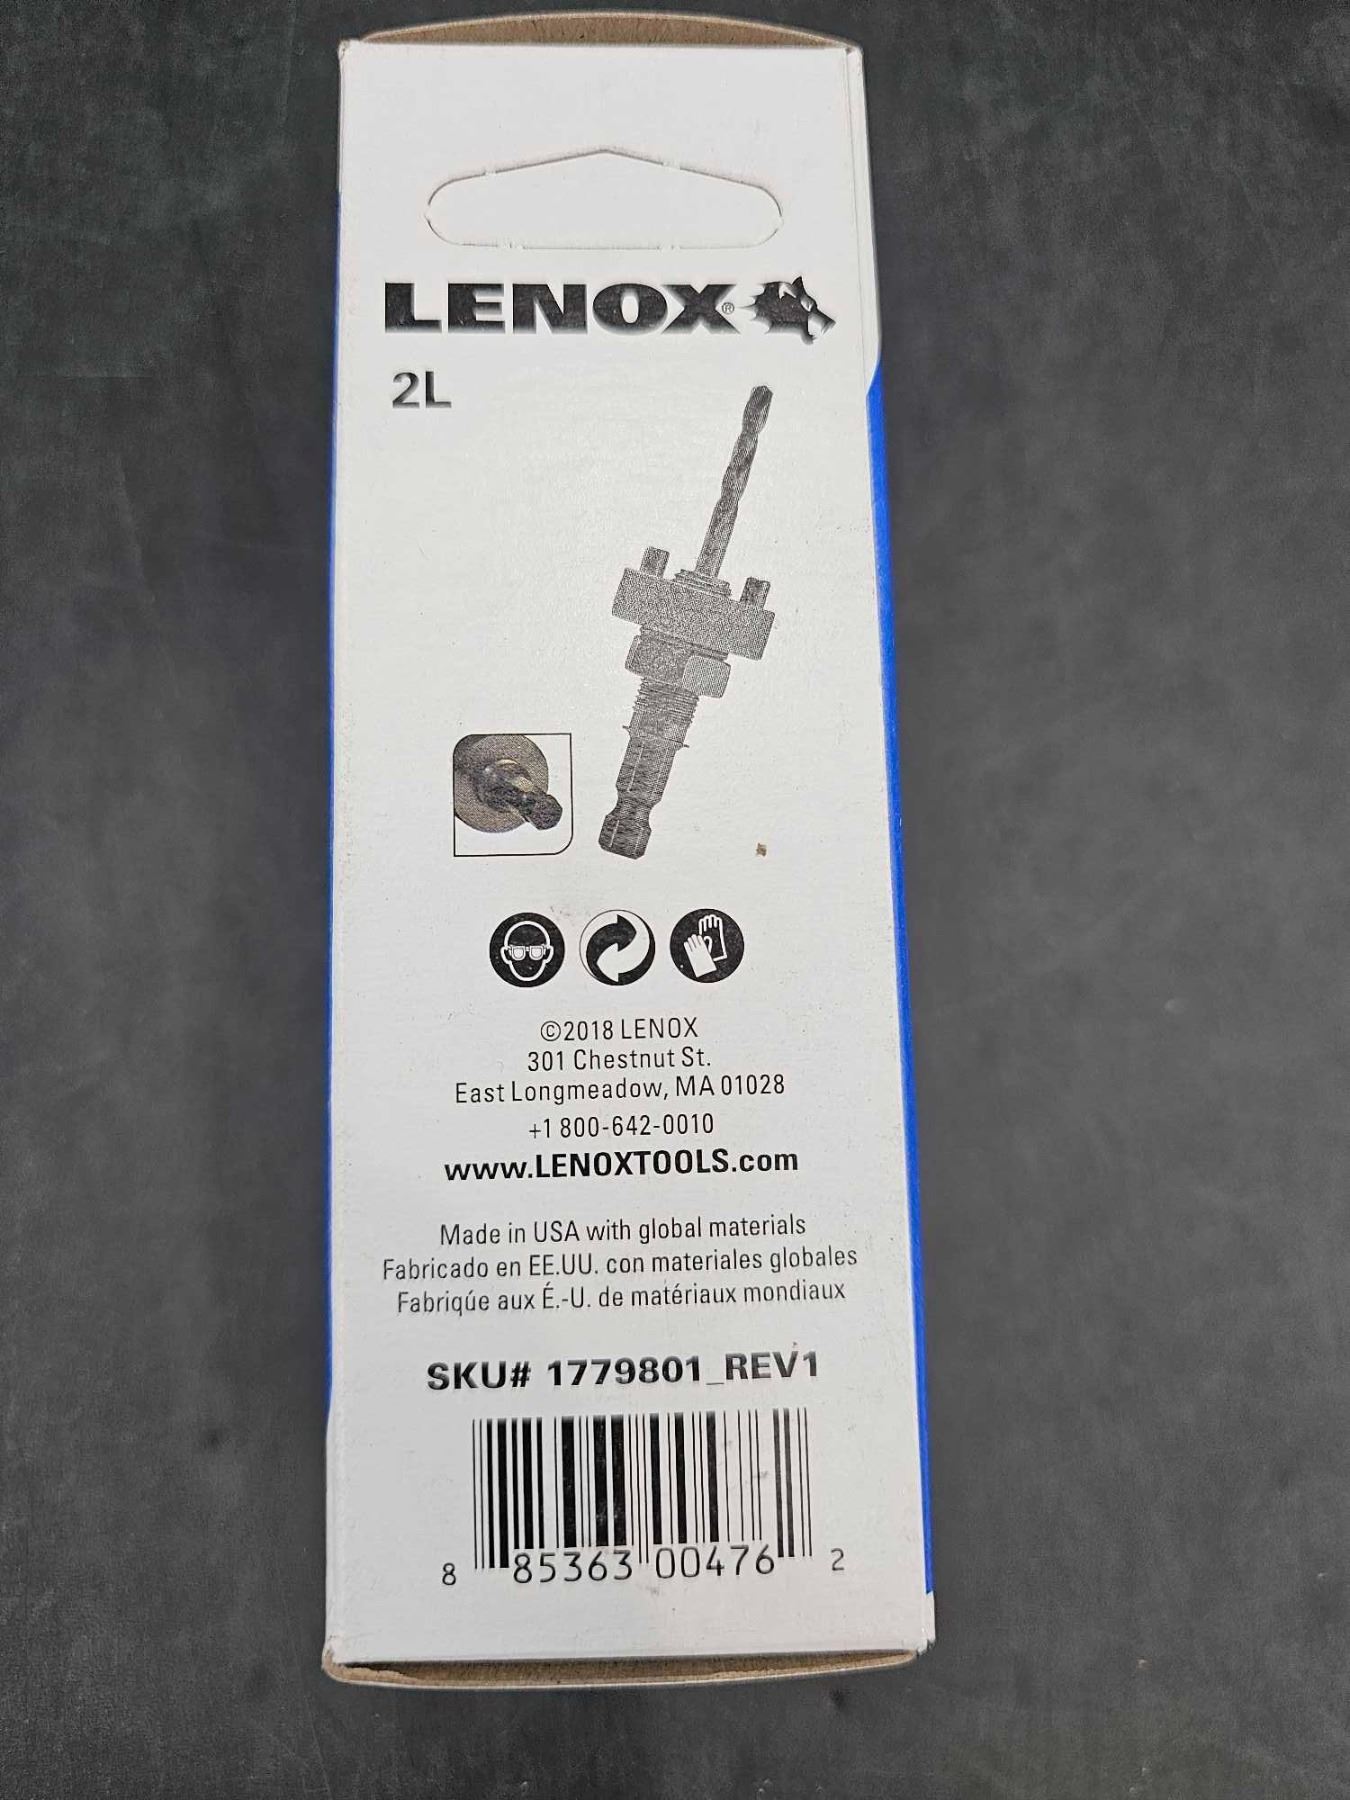 LENOX®
2L
©2018 LENOX
301 Chestnut St.
East Longmeadow, MA 01028
+1 800-642-0010
www.LENOXTOOLS.com
Made in USA with global materials
Fabricado en EE.UU. con materiales globales
Fabriqúe aux É.-U. de matériaux mondiaux
SKU# 1779801_REV1
8 85363 00476 2